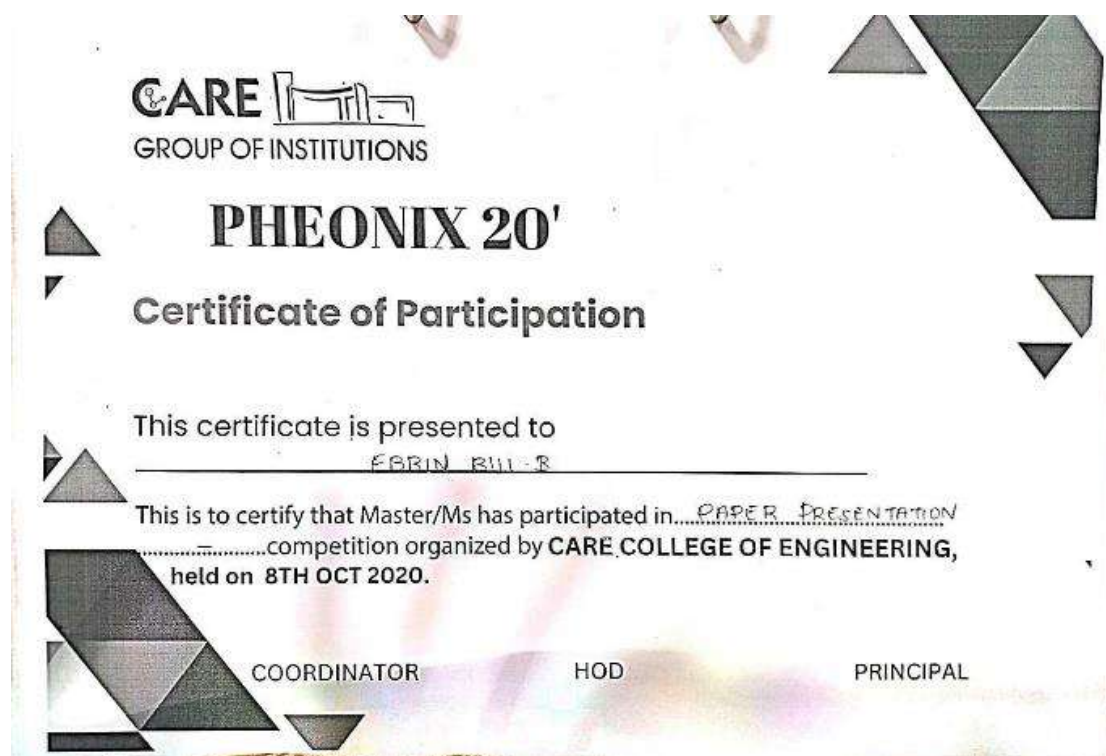 CARE
GROUP OF INSTITUTIONS
PHEONIX 20'
Certificate of Participation
This certificate is presented to
EBRIN BIJI-R
This is to certify that Master/Ms has participated in....PAPER PRESENTATION
.........–.........competition organized by CARE COLLEGE OF ENGINEERING,
held on 8TH OCT 2020.
COORDINATOR HOD PRINCIPAL